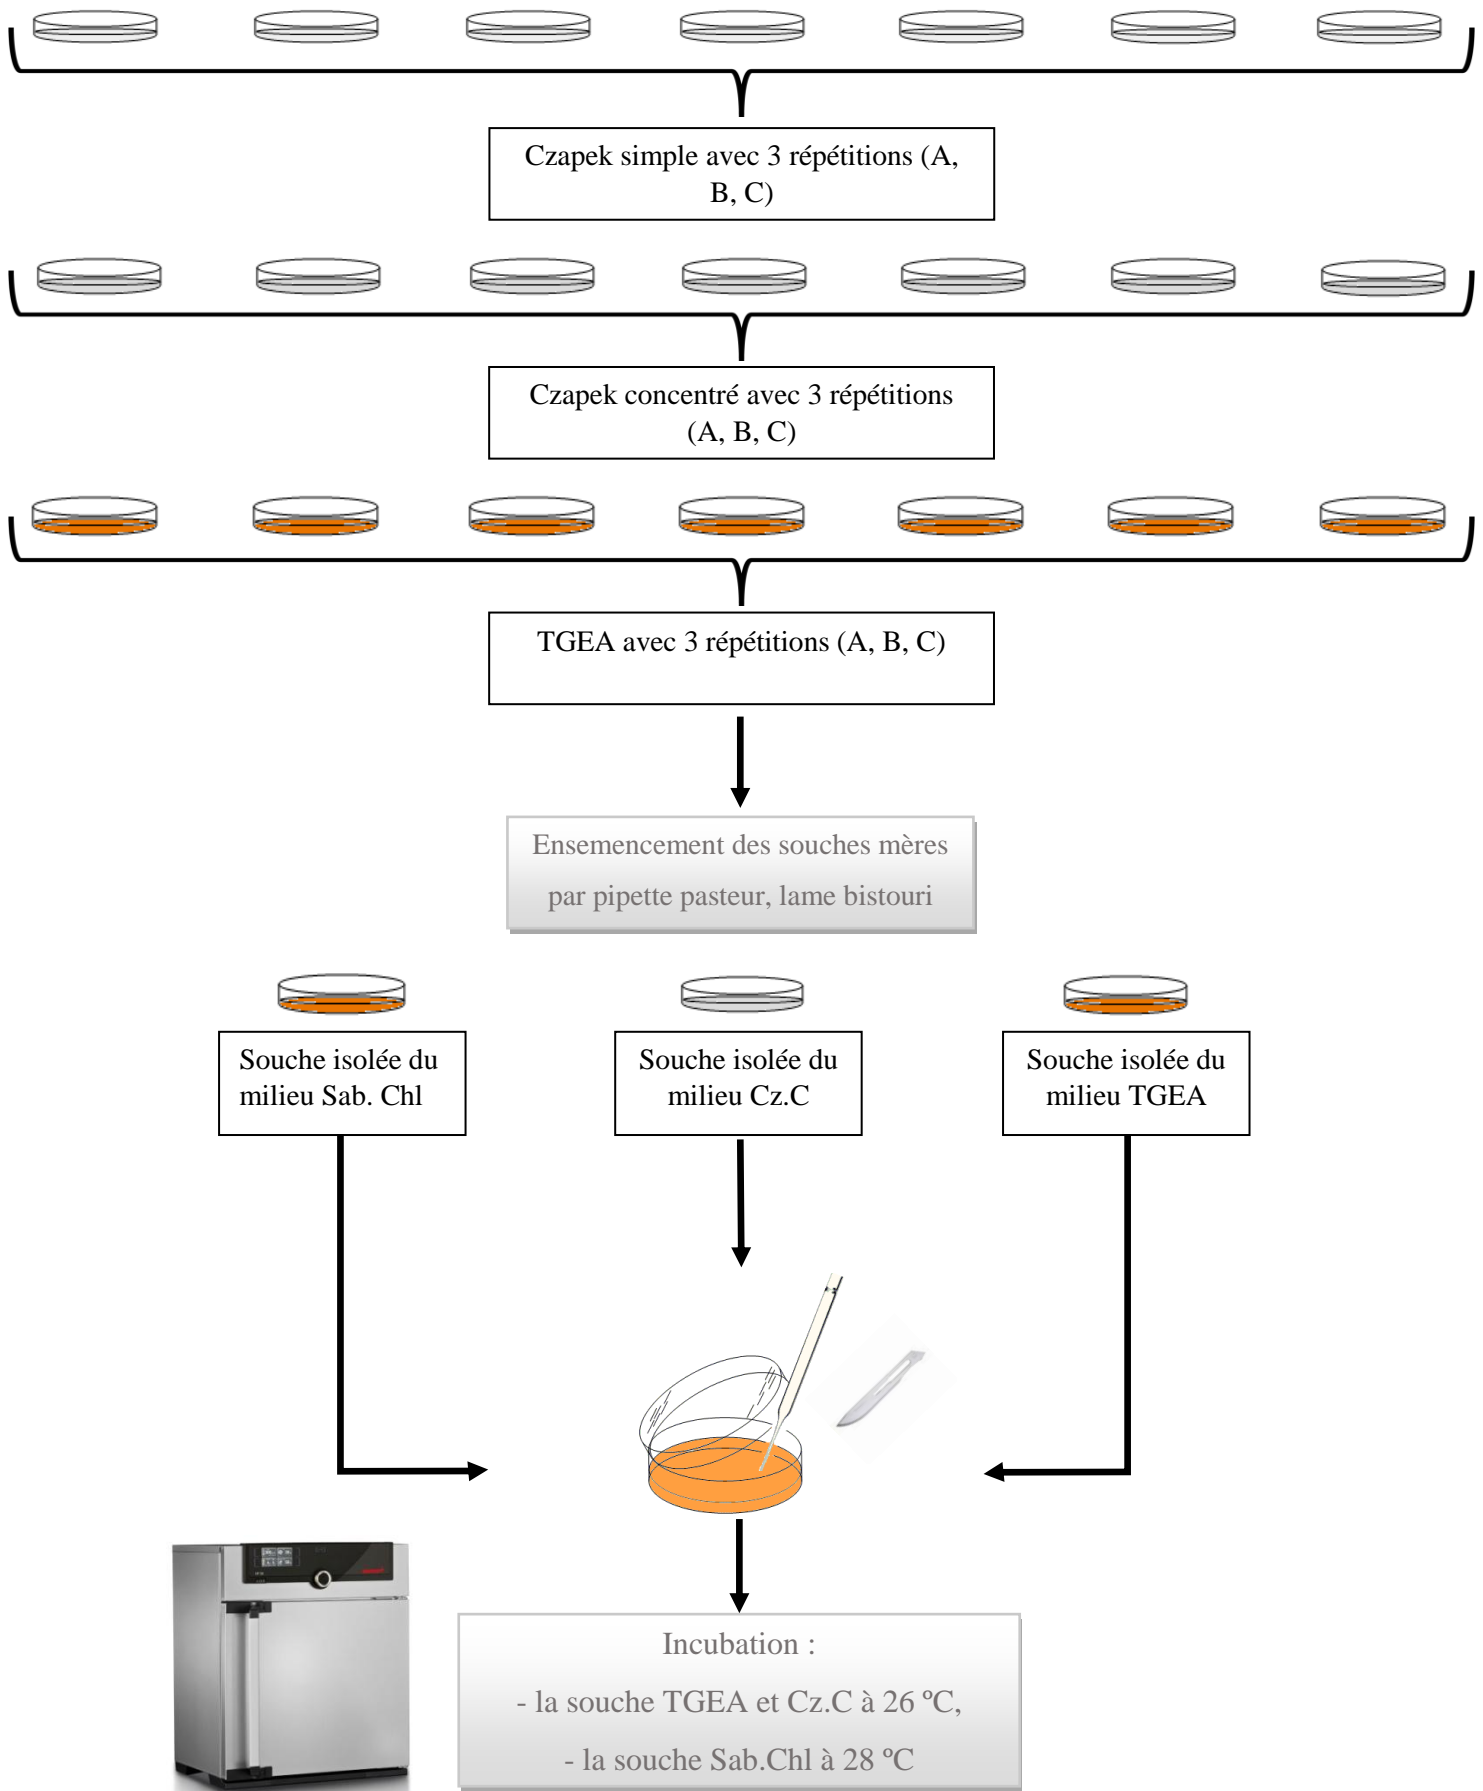 Czapek simple avec 3 répétitions (A,
B, C)
Czapek concentré avec 3 répétitions
(A, B, C)
TGEA avec 3 répétitions (A, B, C)
Ensemencement des souches mères
par pipette pasteur, lame bistouri
Souche isolée du
milieu Sab. Chl
Souche isolée du
milieu Cz.C
Souche isolée du
milieu TGEA
Incubation :
- la souche TGEA et Cz.C à 26 ºC,
- la souche Sab.Chl à 28 ºC